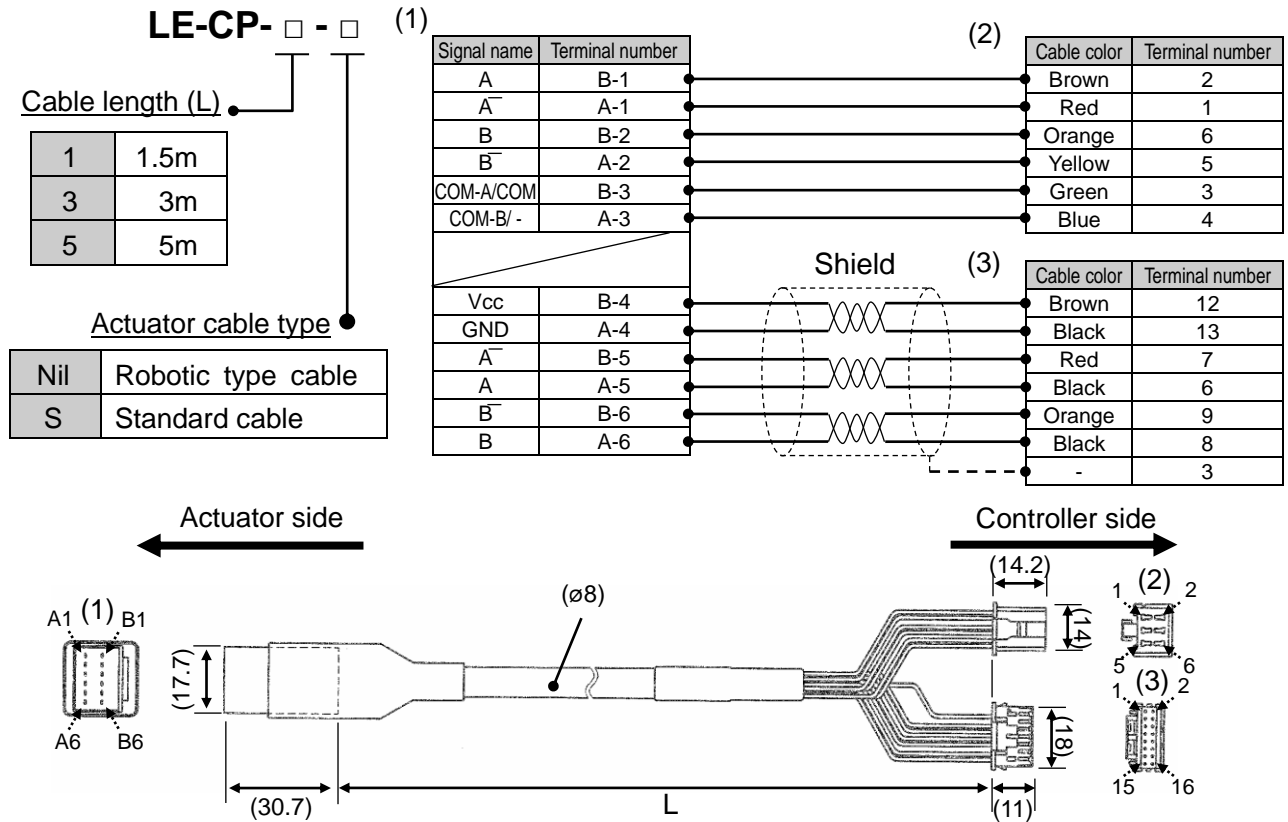 LE-CP- □ - □
Cable length (L)
1 1.5m
3 3m
5 5m
Actuator cable type
Nil Robotic type cable
S Standard cable
(1)
Signal name Terminal number
A B-1
A̅ A-1
B B-2
B̅ A-2
COM-A/COM B-3
COM-B/ - A-3
Vcc B-4
GND A-4
A̅ B-5
A A-5
B̅ B-6
B A-6
Shield
(2)
Cable color Terminal number
Brown 2
Red 1
Orange 6
Yellow 5
Green 3
Blue 4
(3)
Cable color Terminal number
Brown 12
Black 13
Red 7
Black 6
Orange 9
Black 8
- 3
Actuator side
Controller side
A1 (1) B1
A6 B6
(17.7)
(30.7)
(ø8)
L
(14.2)
(14)
(18)
(11)
1 (2) 2
5 6
1 (3) 2
15 16